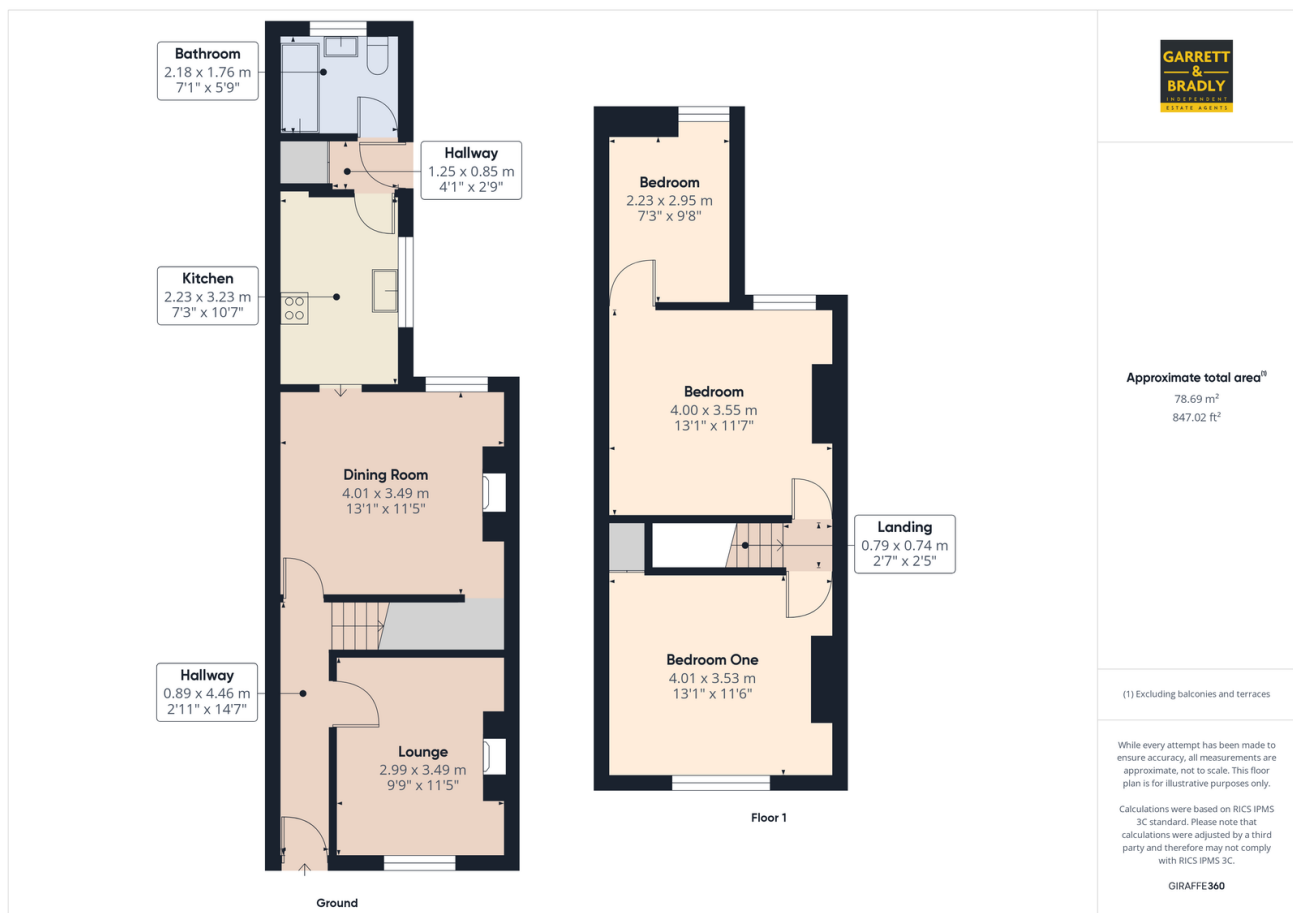 Bathroom
2.18 x 1.76 m
7'1" x 5'9"
Hallway
1.25 x 0.85 m
4'1" x 2'9"
Kitchen
2.23 x 3.23 m
7'3" x 10'7"
Dining Room
4.01 x 3.49 m
13'1" x 11'5"
Hallway
0.89 x 4.46 m
2'11" x 14'7"
Lounge
2.99 x 3.49 m
9'9" x 11'5"
Ground
Bedroom
2.23 x 2.95 m
7'3" x 9'8"
Bedroom
4.00 x 3.55 m
13'1" x 11'7"
Landing
0.79 x 0.74 m
2'7" x 2'5"
Bedroom One
4.01 x 3.53 m
13'1" x 11'6"
Floor 1
GARRETT
&
BRADLY
INDEPENDENT
ESTATE AGENTS
Approximate total area(1)
78.69 m²
847.02 ft²
(1) Excluding balconies and terraces
While every attempt has been made to
ensure accuracy, all measurements are
approximate, not to scale. This floor
plan is for illustrative purposes only.
Calculations were based on RICS IPMS
3C standard. Please note that
calculations were adjusted by a third
party and therefore may not comply
with RICS IPMS 3C.
GIRAFFE360